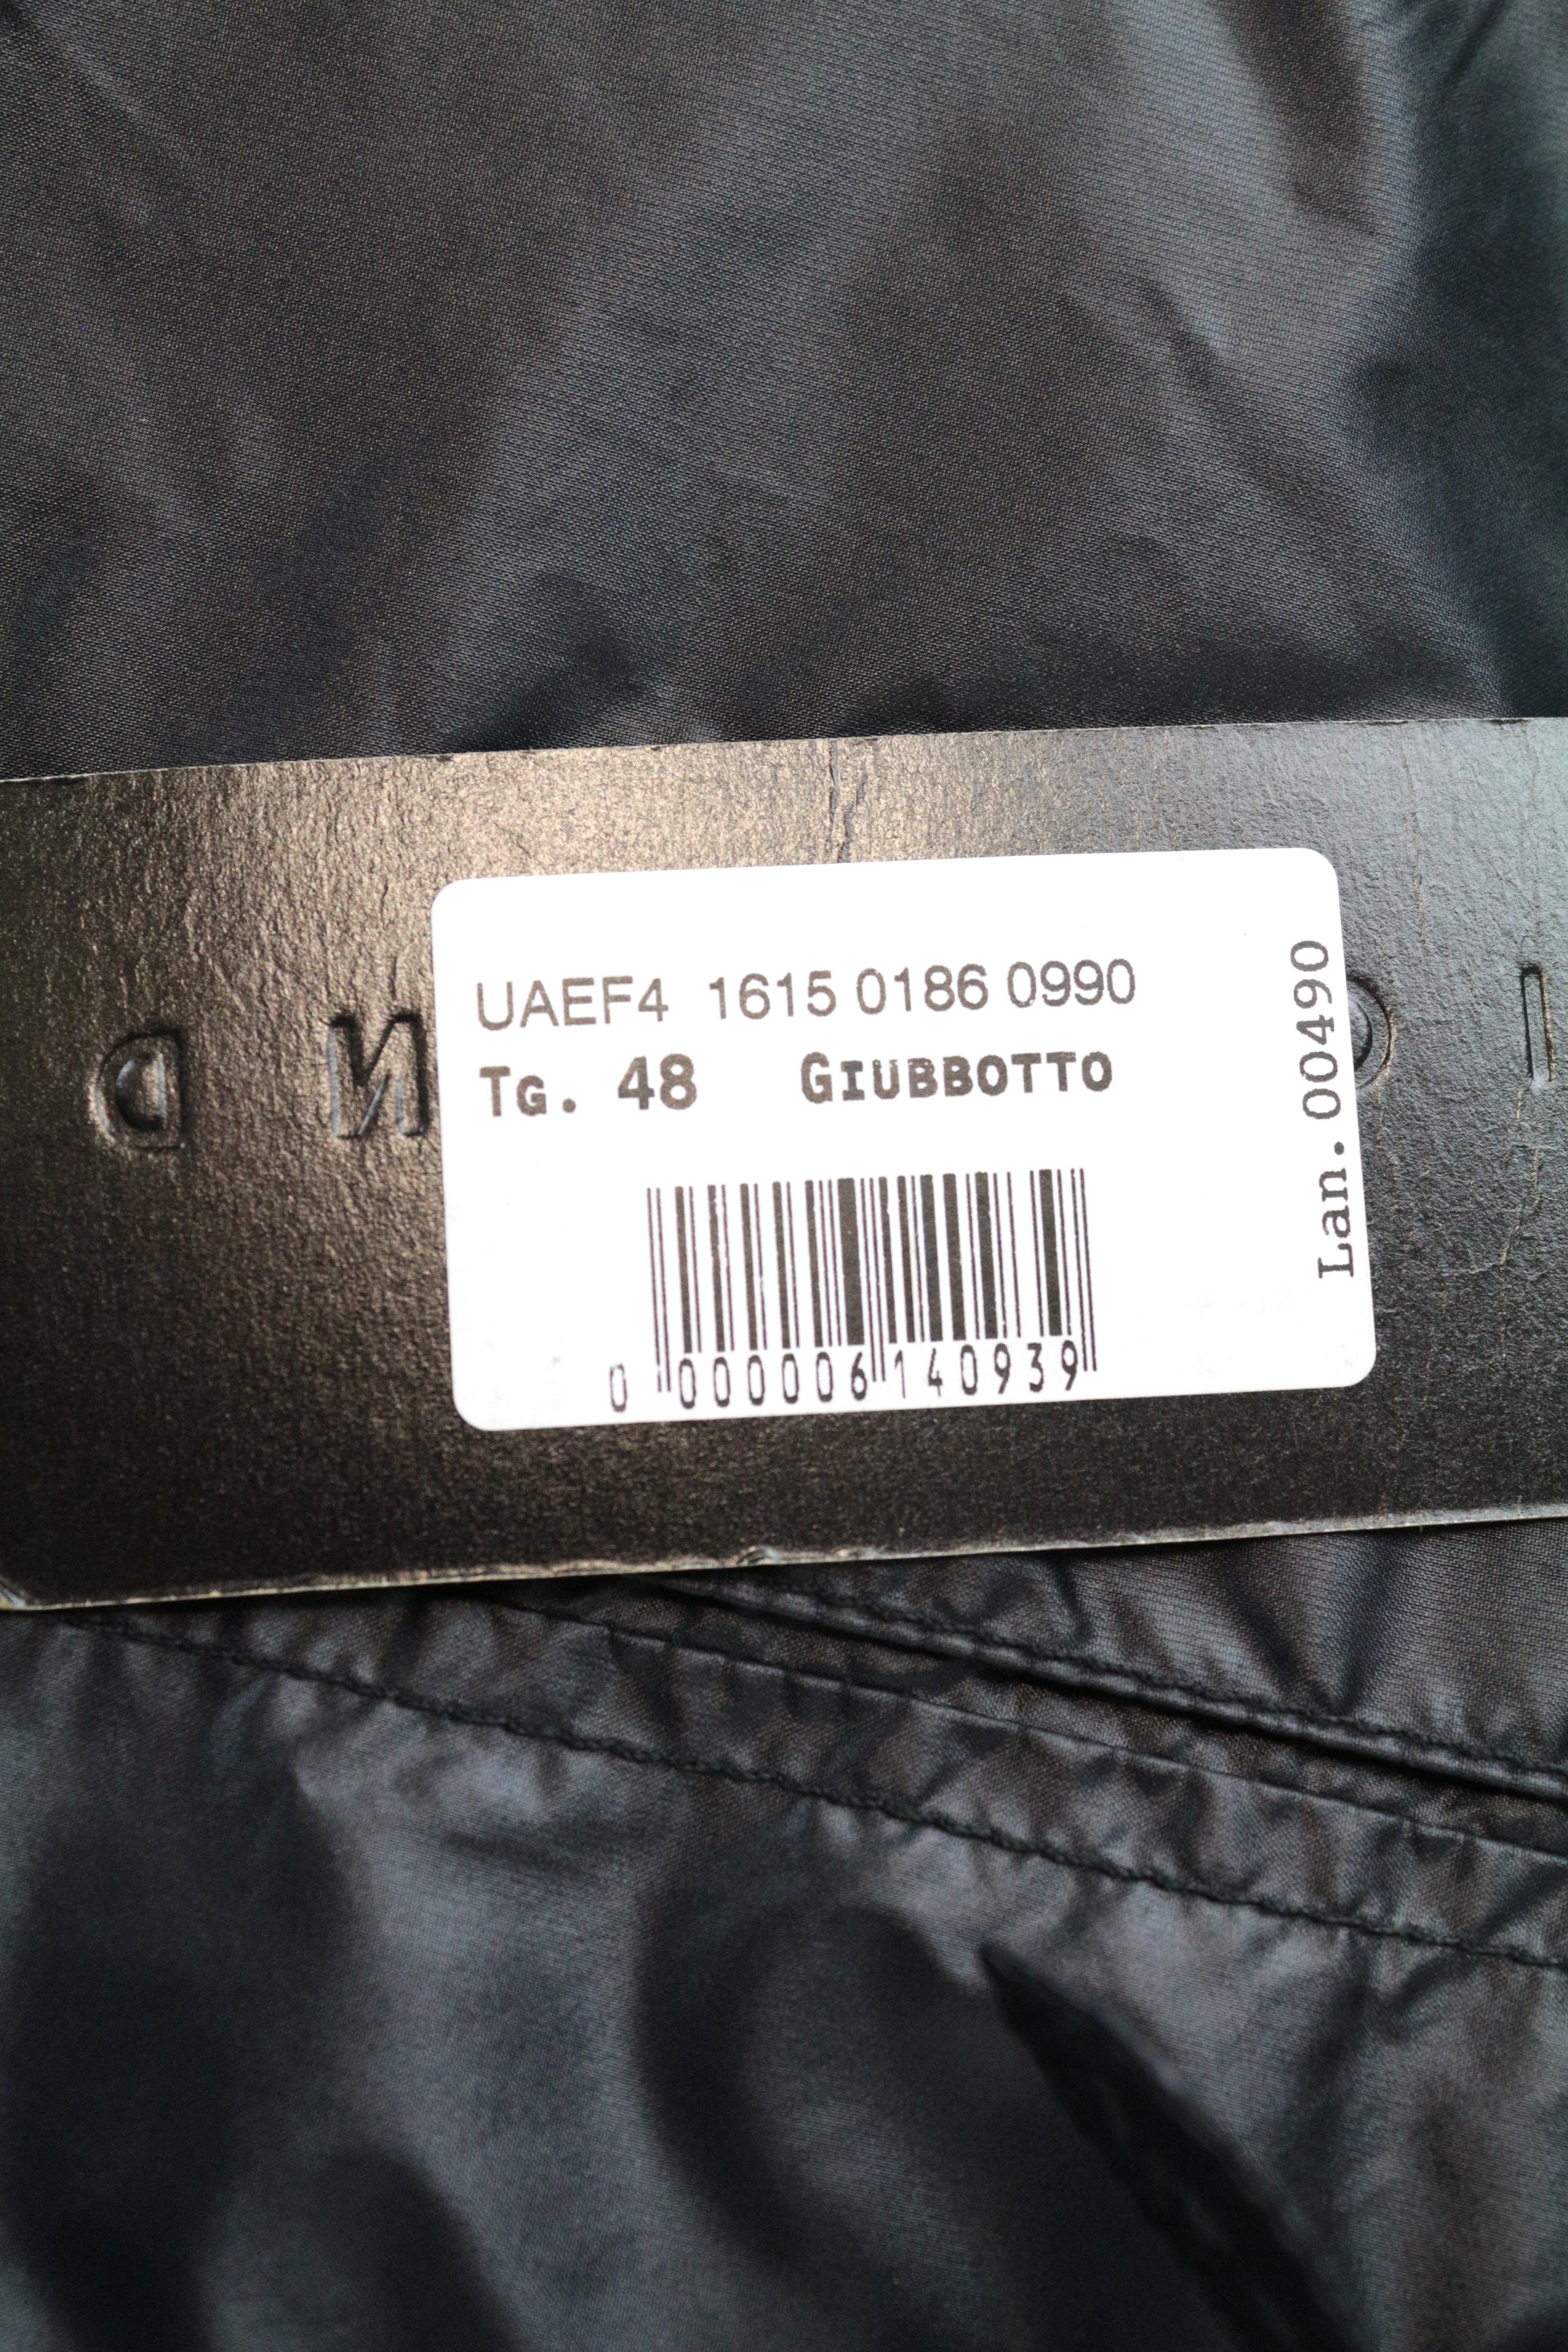 UAEF4 1615 0186 0990
Tg. 48 GIUBBOTTO
Lan. 00490
0 000006 140939